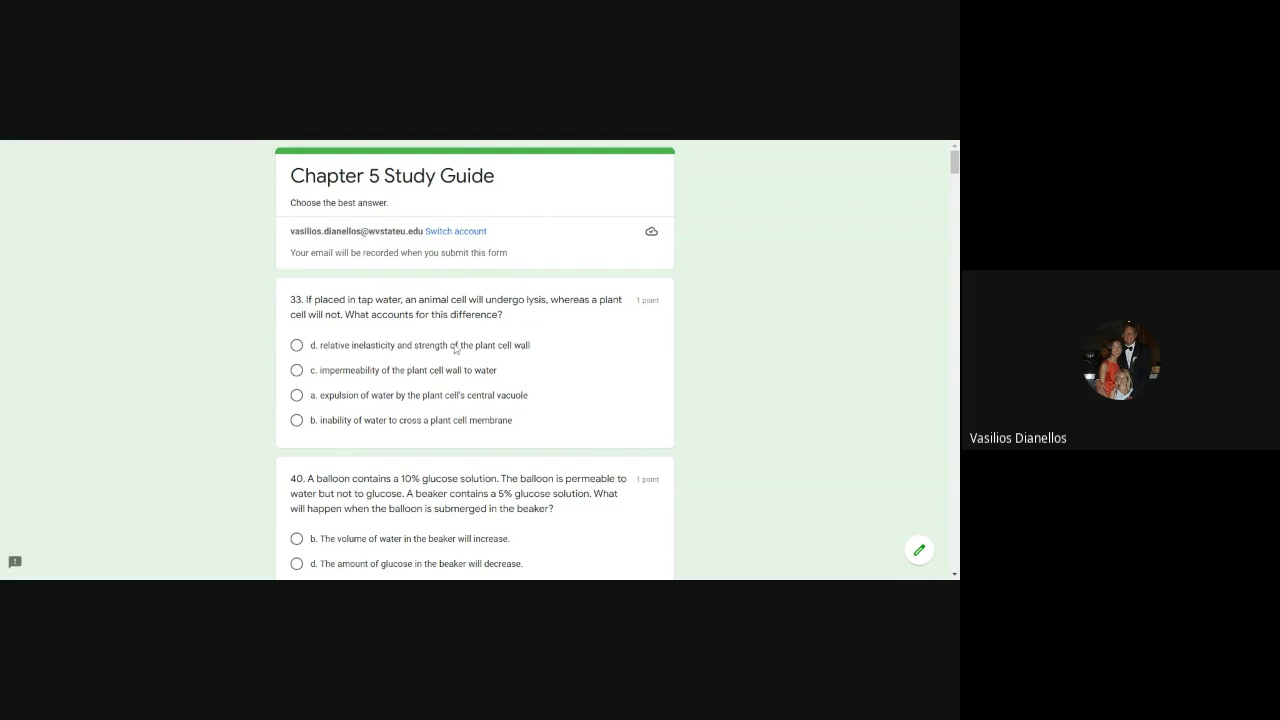 Chapter 5 Study Guide
Choose the best answer.
vasilios.dianellos@wvstateu.edu Switch account
Your email will be recorded when you submit this form
33. If placed in tap water, an animal cell will undergo lysis, whereas a plant 1 point
cell will not. What accounts for this difference?
d. relative inelasticity and strength of the plant cell wall
c. impermeability of the plant cell wall to water
a. expulsion of water by the plant cell's central vacuole
b. inability of water to cross a plant cell membrane
40. A balloon contains a 10% glucose solution. The balloon is permeable to 1 point
water but not to glucose. A beaker contains a 5% glucose solution. What
will happen when the balloon is submerged in the beaker?
b. The volume of water in the beaker will increase.
d. The amount of glucose in the beaker will decrease.
Vasilios Dianellos